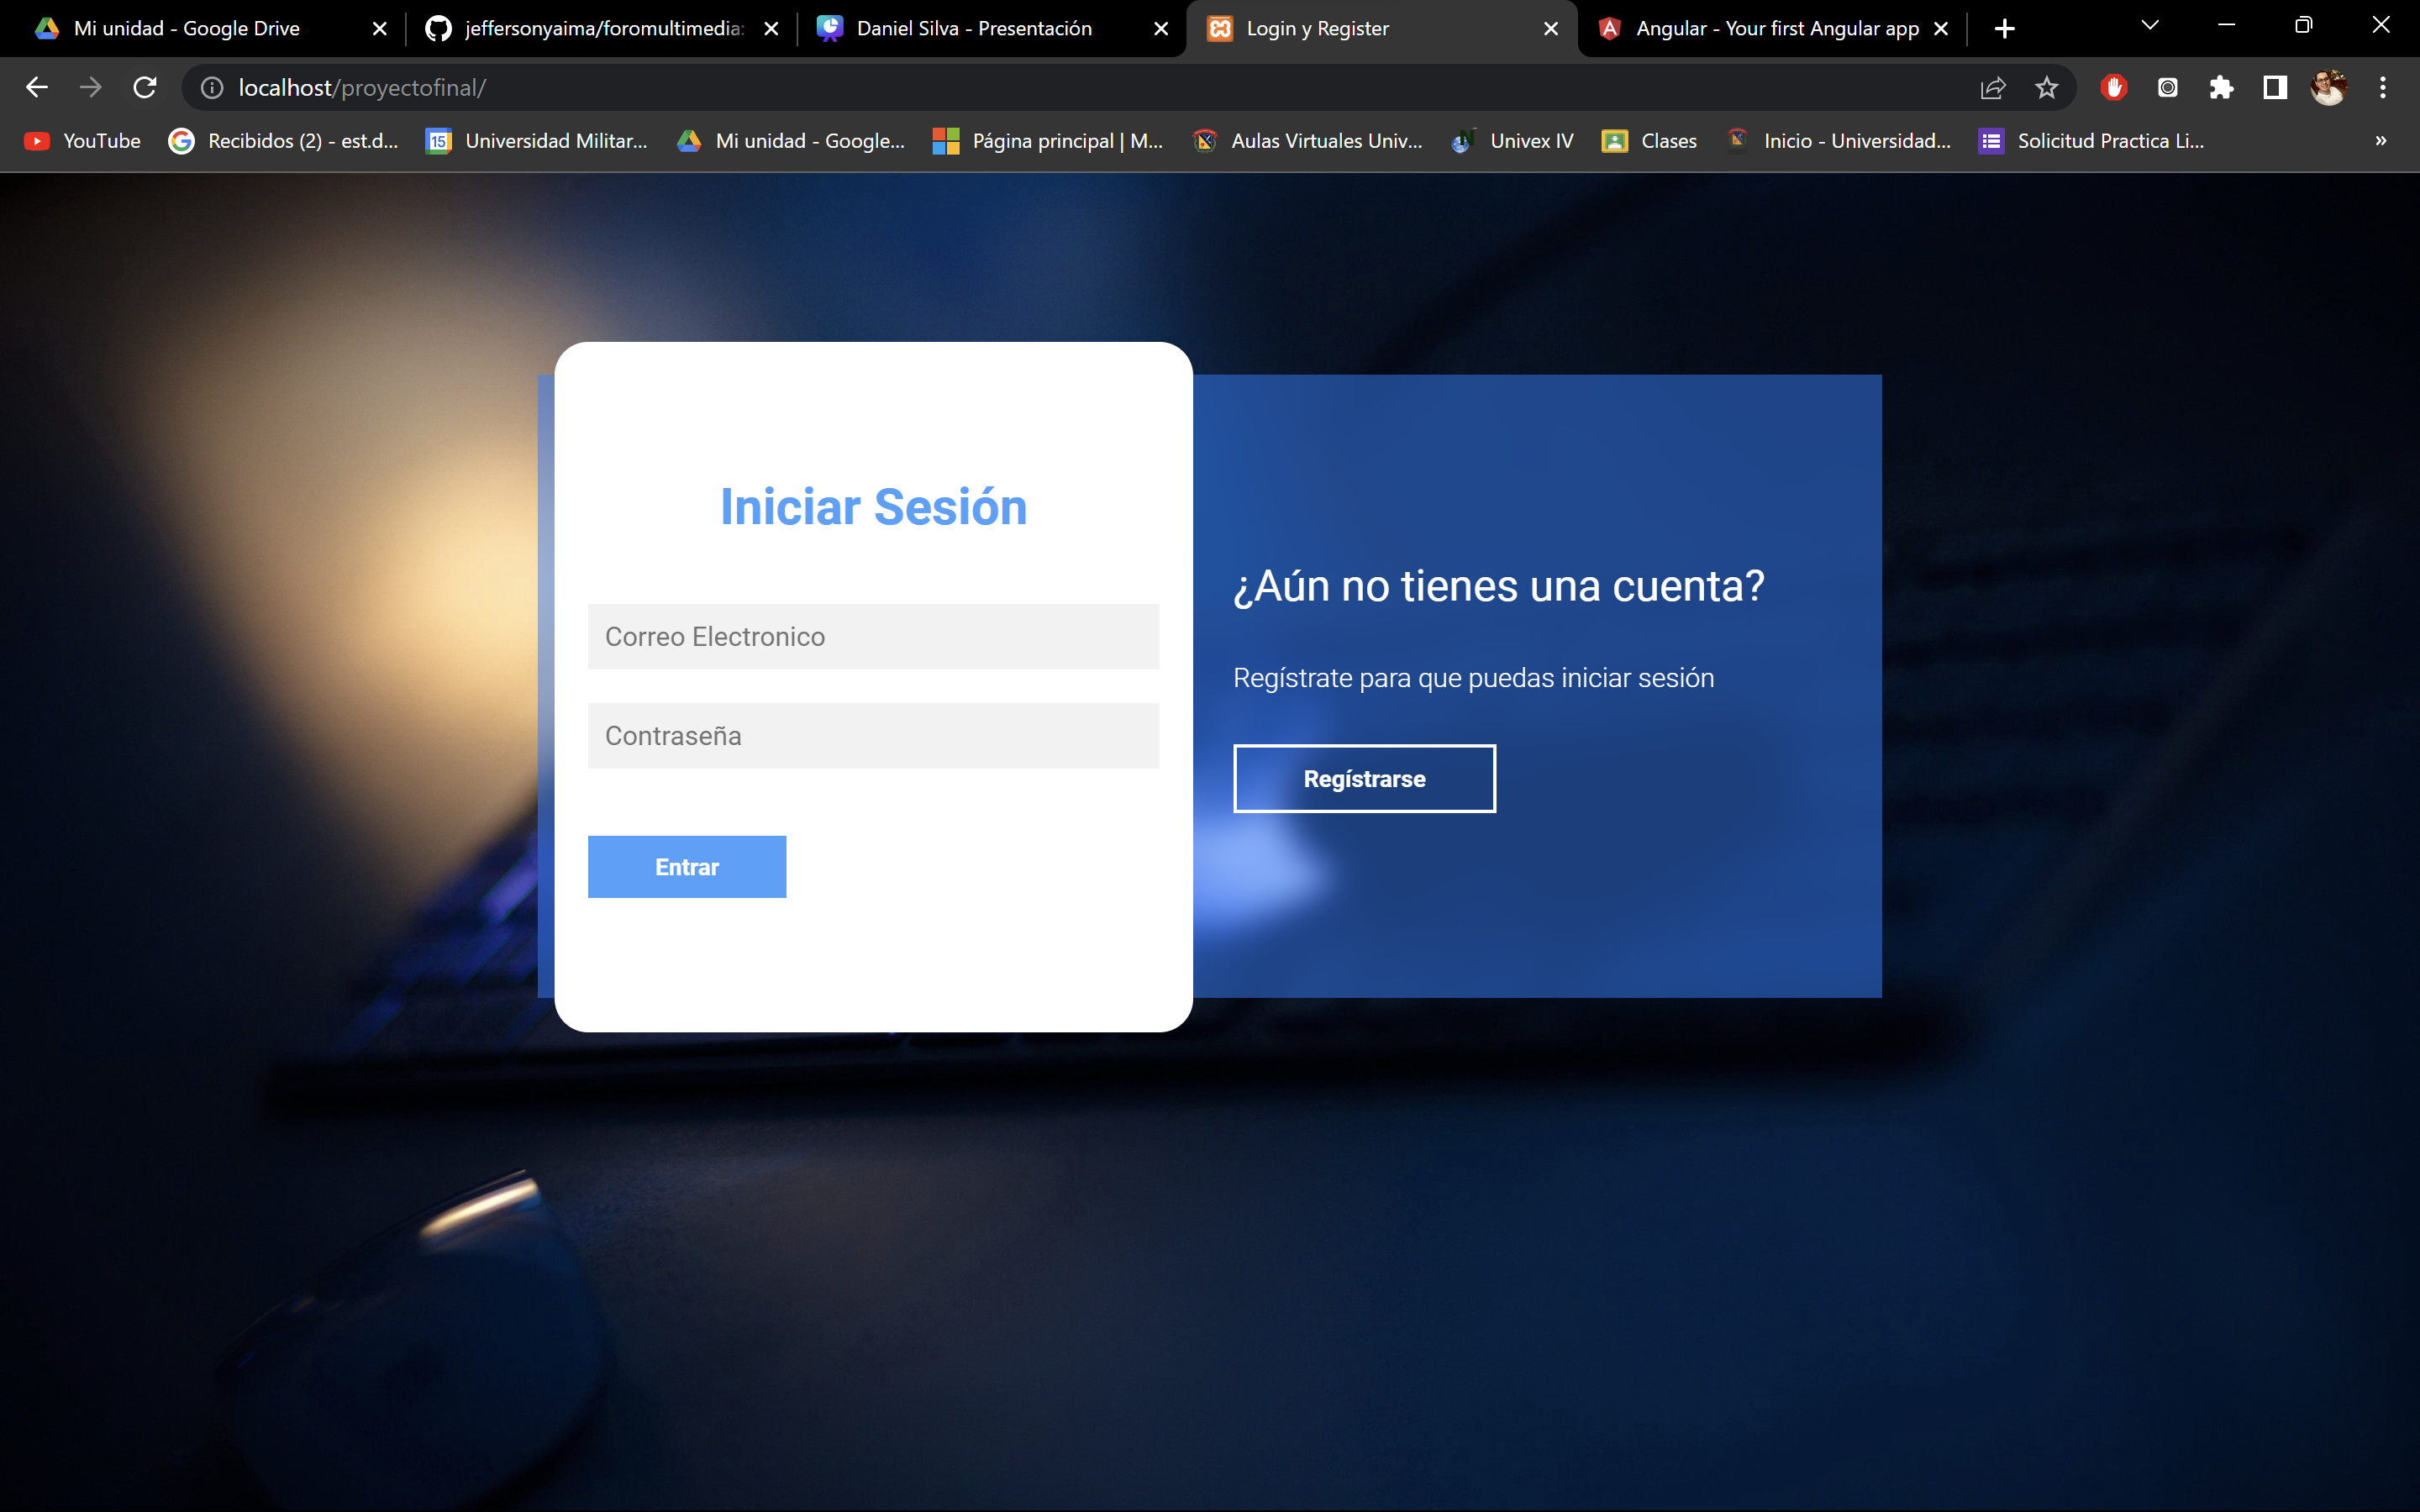 Mi unidad - Google Drive
jeffersonyaima/foromultimedia:
Daniel Silva - Presentación
Login y Register
Angular - Your first Angular app
localhost/proyectofinal/
YouTube
Recibidos (2) - est.d...
15
Universidad Militar...
Mi unidad - Google...
Página principal | M...
Aulas Virtuales Univ...
Univex IV
Clases
Inicio - Universidad...
Solicitud Practica Li...
»
Iniciar Sesión
Correo Electronico
Contraseña
Entrar
¿Aún no tienes una cuenta?
Regístrate para que puedas iniciar sesión
Regístrarse